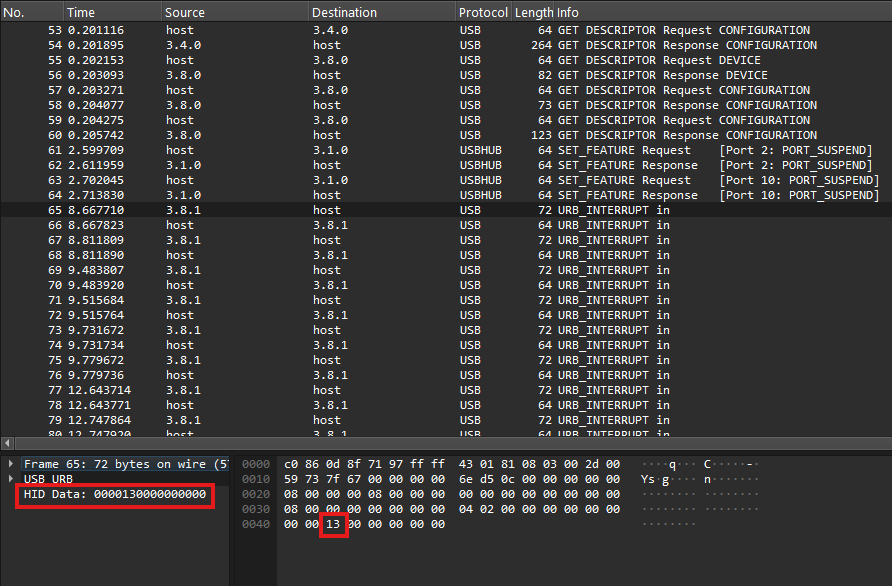 No. Time Source Destination Protocol Length Info
53 0.201116 host 3.4.0 USB 64 GET DESCRIPTOR Request CONFIGURATION
54 0.201895 3.4.0 host USB 264 GET DESCRIPTOR Response CONFIGURATION
55 0.202153 host 3.8.0 USB 64 GET DESCRIPTOR Request DEVICE
56 0.203093 3.8.0 host USB 82 GET DESCRIPTOR Response DEVICE
57 0.203271 host 3.8.0 USB 64 GET DESCRIPTOR Request CONFIGURATION
58 0.204077 3.8.0 host USB 73 GET DESCRIPTOR Response CONFIGURATION
59 0.204275 host 3.8.0 USB 64 GET DESCRIPTOR Request CONFIGURATION
60 0.205742 3.8.0 host USB 123 GET DESCRIPTOR Response CONFIGURATION
61 2.599709 host 3.1.0 USBHUB 64 SET_FEATURE Request [Port 2: PORT_SUSPEND]
62 2.611959 3.1.0 host USBHUB 64 SET_FEATURE Response [Port 2: PORT_SUSPEND]
63 2.702045 host 3.1.0 USBHUB 64 SET_FEATURE Request [Port 10: PORT_SUSPEND]
64 2.713830 3.1.0 host USBHUB 64 SET_FEATURE Response [Port 10: PORT_SUSPEND]
65 8.667710 3.8.1 host USB 72 URB_INTERRUPT in
66 8.667823 host 3.8.1 USB 64 URB_INTERRUPT in
67 8.811809 3.8.1 host USB 72 URB_INTERRUPT in
68 8.811890 host 3.8.1 USB 64 URB_INTERRUPT in
69 9.483807 3.8.1 host USB 72 URB_INTERRUPT in
70 9.483920 host 3.8.1 USB 64 URB_INTERRUPT in
71 9.515684 3.8.1 host USB 72 URB_INTERRUPT in
72 9.515764 host 3.8.1 USB 64 URB_INTERRUPT in
73 9.731672 3.8.1 host USB 72 URB_INTERRUPT in
74 9.731734 host 3.8.1 USB 64 URB_INTERRUPT in
75 9.779672 3.8.1 host USB 72 URB_INTERRUPT in
76 9.779736 host 3.8.1 USB 64 URB_INTERRUPT in
77 12.643714 3.8.1 host USB 72 URB_INTERRUPT in
78 12.643771 host 3.8.1 USB 64 URB_INTERRUPT in
79 12.747864 3.8.1 host USB 72 URB_INTERRUPT in
80 12.747920 host 3.8.1 USB 64 URB_INTERRUPT in
Frame 65: 72 bytes on wire (57
USB URB
HID Data: 0000130000000000
0000 c0 86 0d 8f 71 97 ff ff 43 01 81 08 03 00 2d 00 ····q··· C·····-·
0010 59 73 7f 67 00 00 00 00 6e d5 0c 00 00 00 00 00 Ys·g···· n·······
0020 08 00 00 00 00 08 00 00 00 00 00 00 00 00 00 00 ········ ········
0030 08 00 00 00 00 00 00 00 04 02 00 00 00 00 00 00 ········ ········
0040 00 00 13 00 00 00 00 00 ········